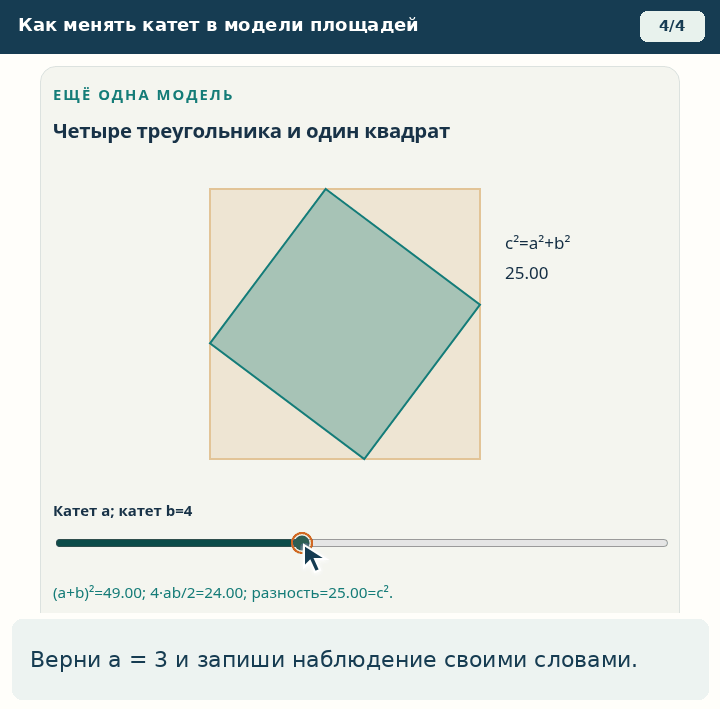 Как менять катет в модели площадей
4/4
ЕЩЁ ОДНА МОДЕЛЬ
Четыре треугольника и один квадрат
c²=a²+b²
25.00
Катет a; катет b=4
(a+b)²=49.00; 4·ab/2=24.00; разность=25.00=c².
Верни a = 3 и запиши наблюдение своими словами.